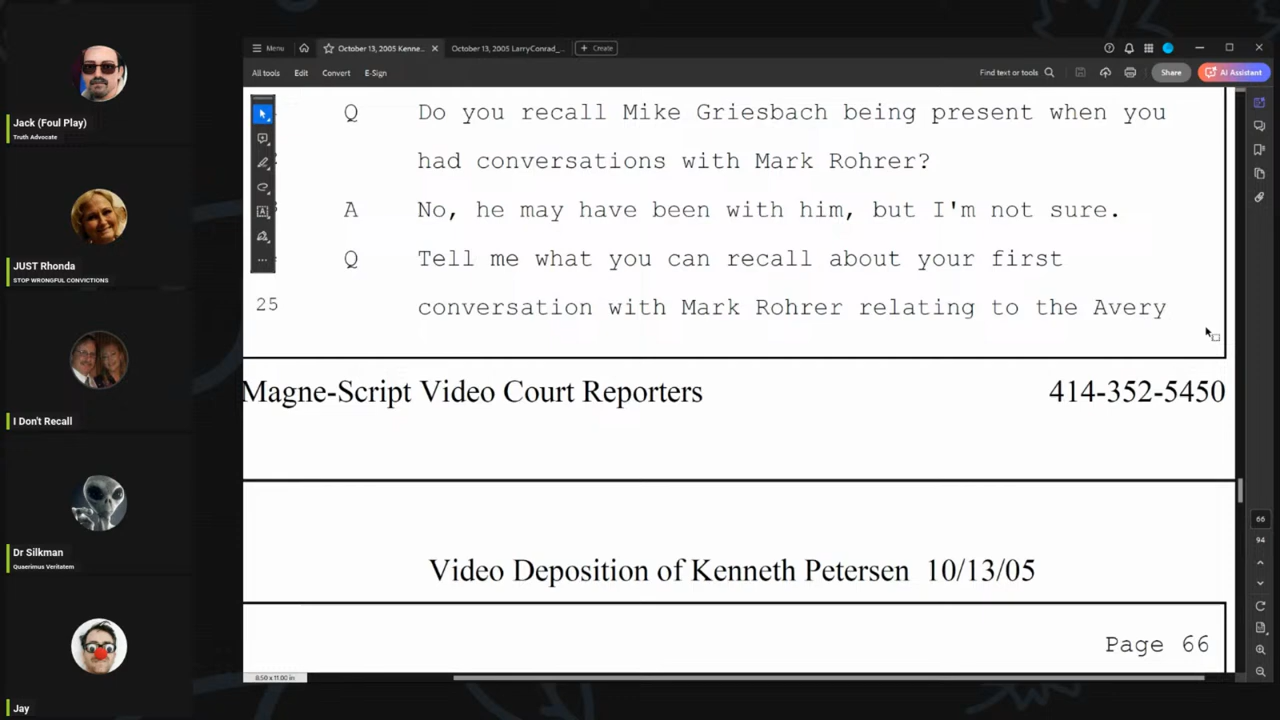 Jack (Foul Play)
Truth Advocate
JUST Rhonda
STOP WRONGFUL CONVICTIONS
I Don't Recall
Dr Silkman
Quaerimus Veritatem
Jay
Menu
October 13, 2005 Kenne...
October 13, 2005 LarryConrad_...
+ Create
All tools
Edit
Convert
E-Sign
Find text or tools
Share
AI Assistant
Q Do you recall Mike Griesbach being present when you
had conversations with Mark Rohrer?
A No, he may have been with him, but I'm not sure.
Q Tell me what you can recall about your first
25 conversation with Mark Rohrer relating to the Avery
Magne-Script Video Court Reporters 414-352-5450
Video Deposition of Kenneth Petersen 10/13/05
Page 66
66
94
8.50 x 11.00 in